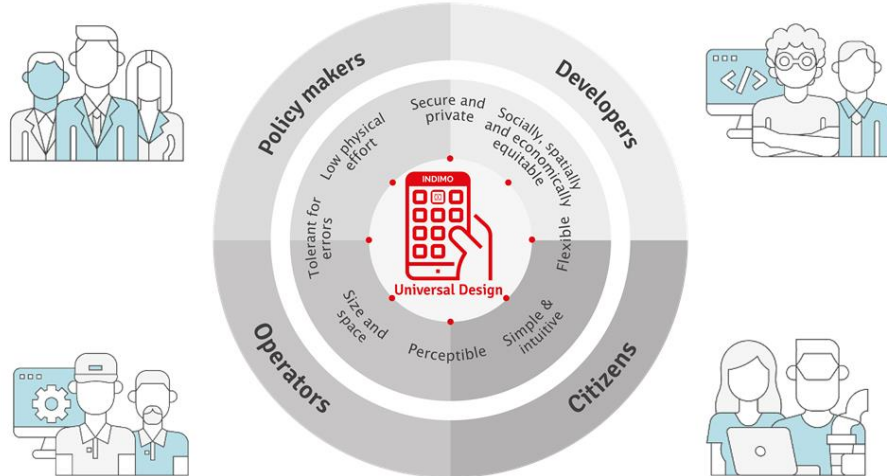 Policy makers
Developers
Secure and
private
Socially, spatially
and economically
equitable
Low physical
effort
INDIMO
</>
Tolerant for
errors
Flexible
Universal Design
Size and
space
Perceptible
Simple &
intuitive
Operators
Citizens